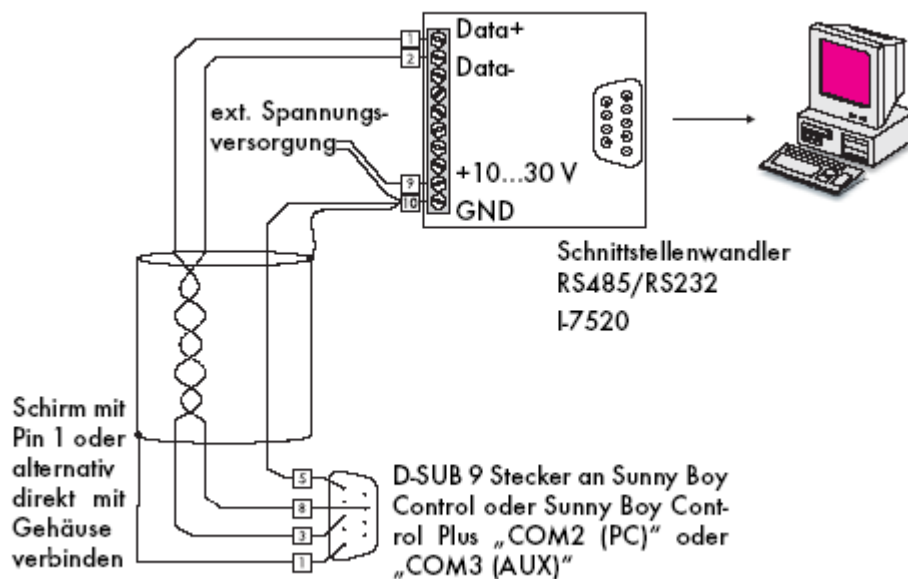 1
Data+
2
Data-
ext. Spannungs-
versorgung
9
+10...30 V
10
GND
Schnittstellenwandler
RS485/RS232
I-7520
Schirm mit
Pin 1 oder
alternativ
direkt mit
Gehäuse
verbinden
5
8
3
1
D-SUB 9 Stecker an Sunny Boy
Control oder Sunny Boy Cont-
rol Plus „COM2 (PC)“ oder
„COM3 (AUX)“